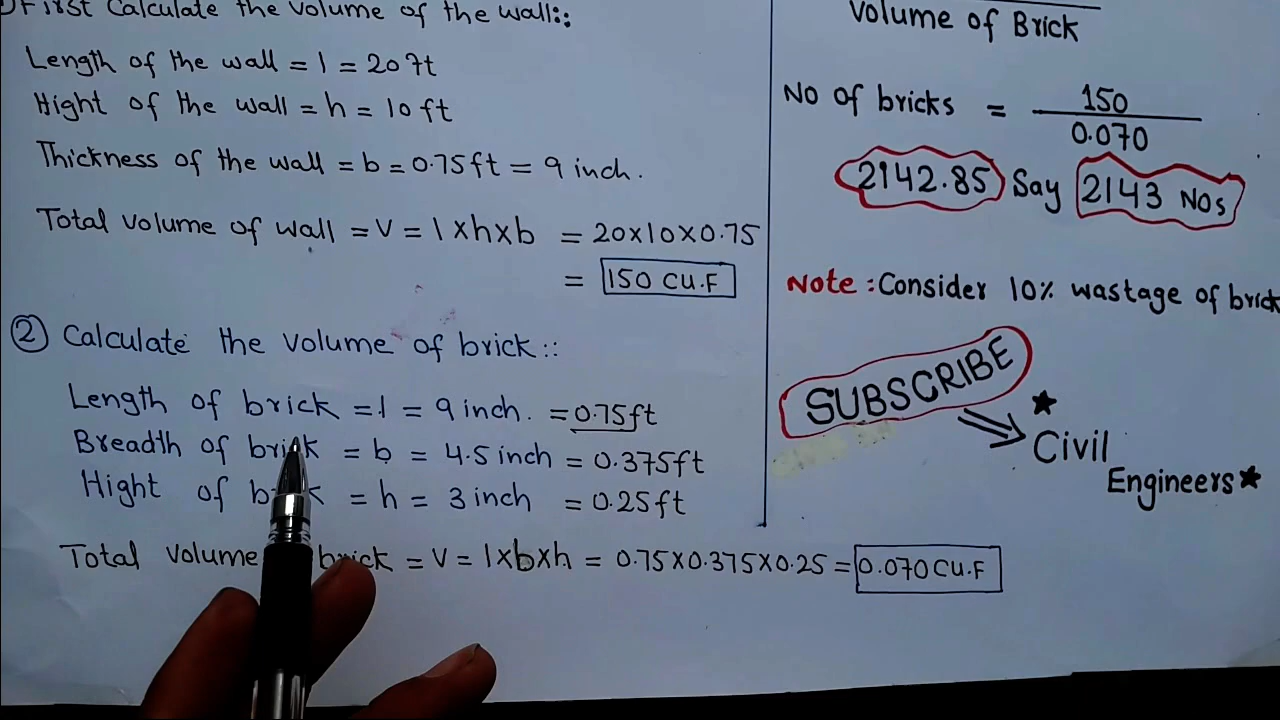 First Calculate the volume of the wall::
Length of the wall = l = 20ft
Hight of the wall = h = 10 ft
Thickness of the wall = b = 0.75ft = 9 inch.
Total volume of wall = V = l x h x b = 20x10x0.75
= 150 CU.F
② Calculate the volume of brick ::
Length of brick = l = 9 inch. = 0.75ft
Breadth of brick = b = 4.5 inch = 0.375ft
Hight of = h = 3 inch = 0.25ft
Total volume brick = V = l x b x h = 0.75x0.375x0.25 = 0.070 CU.F
Volume of Brick
No of bricks = 150
0.070
2142.85 Say 2143 Nos
Note : Consider 10% wastage of brick
SUBSCRIBE
Civil
Engineers